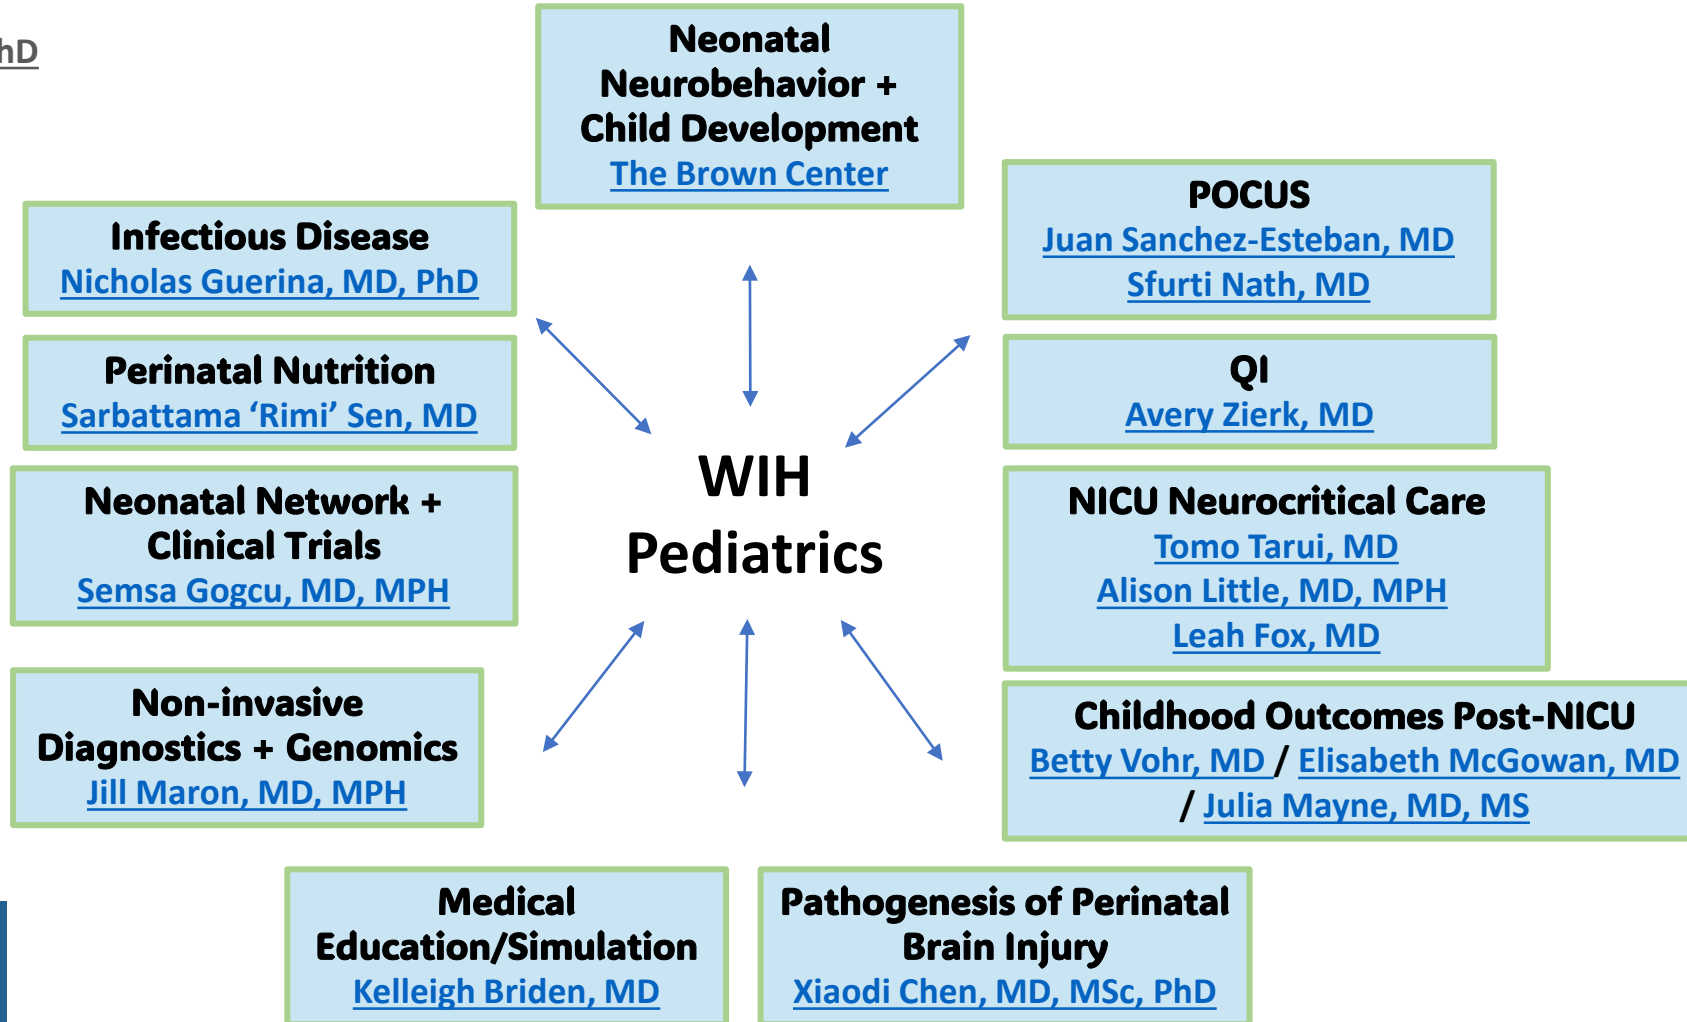 hD
Neonatal
Neurobehavior +
Child Development
The Brown Center
Infectious Disease
Nicholas Guerina, MD, PhD
Perinatal Nutrition
Sarbattama ‘Rimi’ Sen, MD
Neonatal Network +
Clinical Trials
Semsa Gogcu, MD, MPH
Non-invasive
Diagnostics + Genomics
Jill Maron, MD, MPH
WIH
Pediatrics
POCUS
Juan Sanchez-Esteban, MD
Sfurti Nath, MD
QI
Avery Zierk, MD
NICU Neurocritical Care
Tomo Tarui, MD
Alison Little, MD, MPH
Leah Fox, MD
Childhood Outcomes Post-NICU
Betty Vohr, MD / Elisabeth McGowan, MD
/ Julia Mayne, MD, MS
Medical
Education/Simulation
Kelleigh Briden, MD
Pathogenesis of Perinatal
Brain Injury
Xiaodi Chen, MD, MSc, PhD